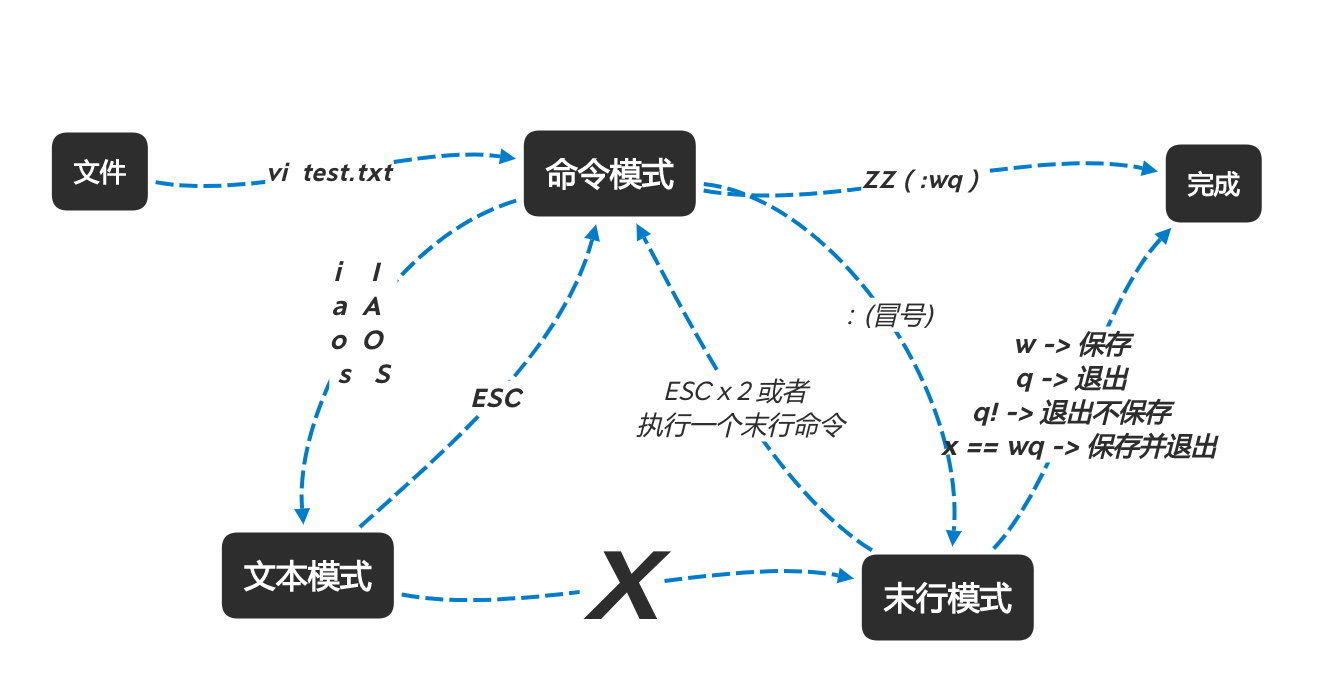 文件
vi test.txt
命令模式
ZZ ( :wq )
完成
i I
a A
o O
s S
ESC
: (冒号)
ESC x 2 或者
执行一个末行命令
w -> 保存
q -> 退出
q! -> 退出不保存
x == wq -> 保存并退出
文本模式
X
末行模式